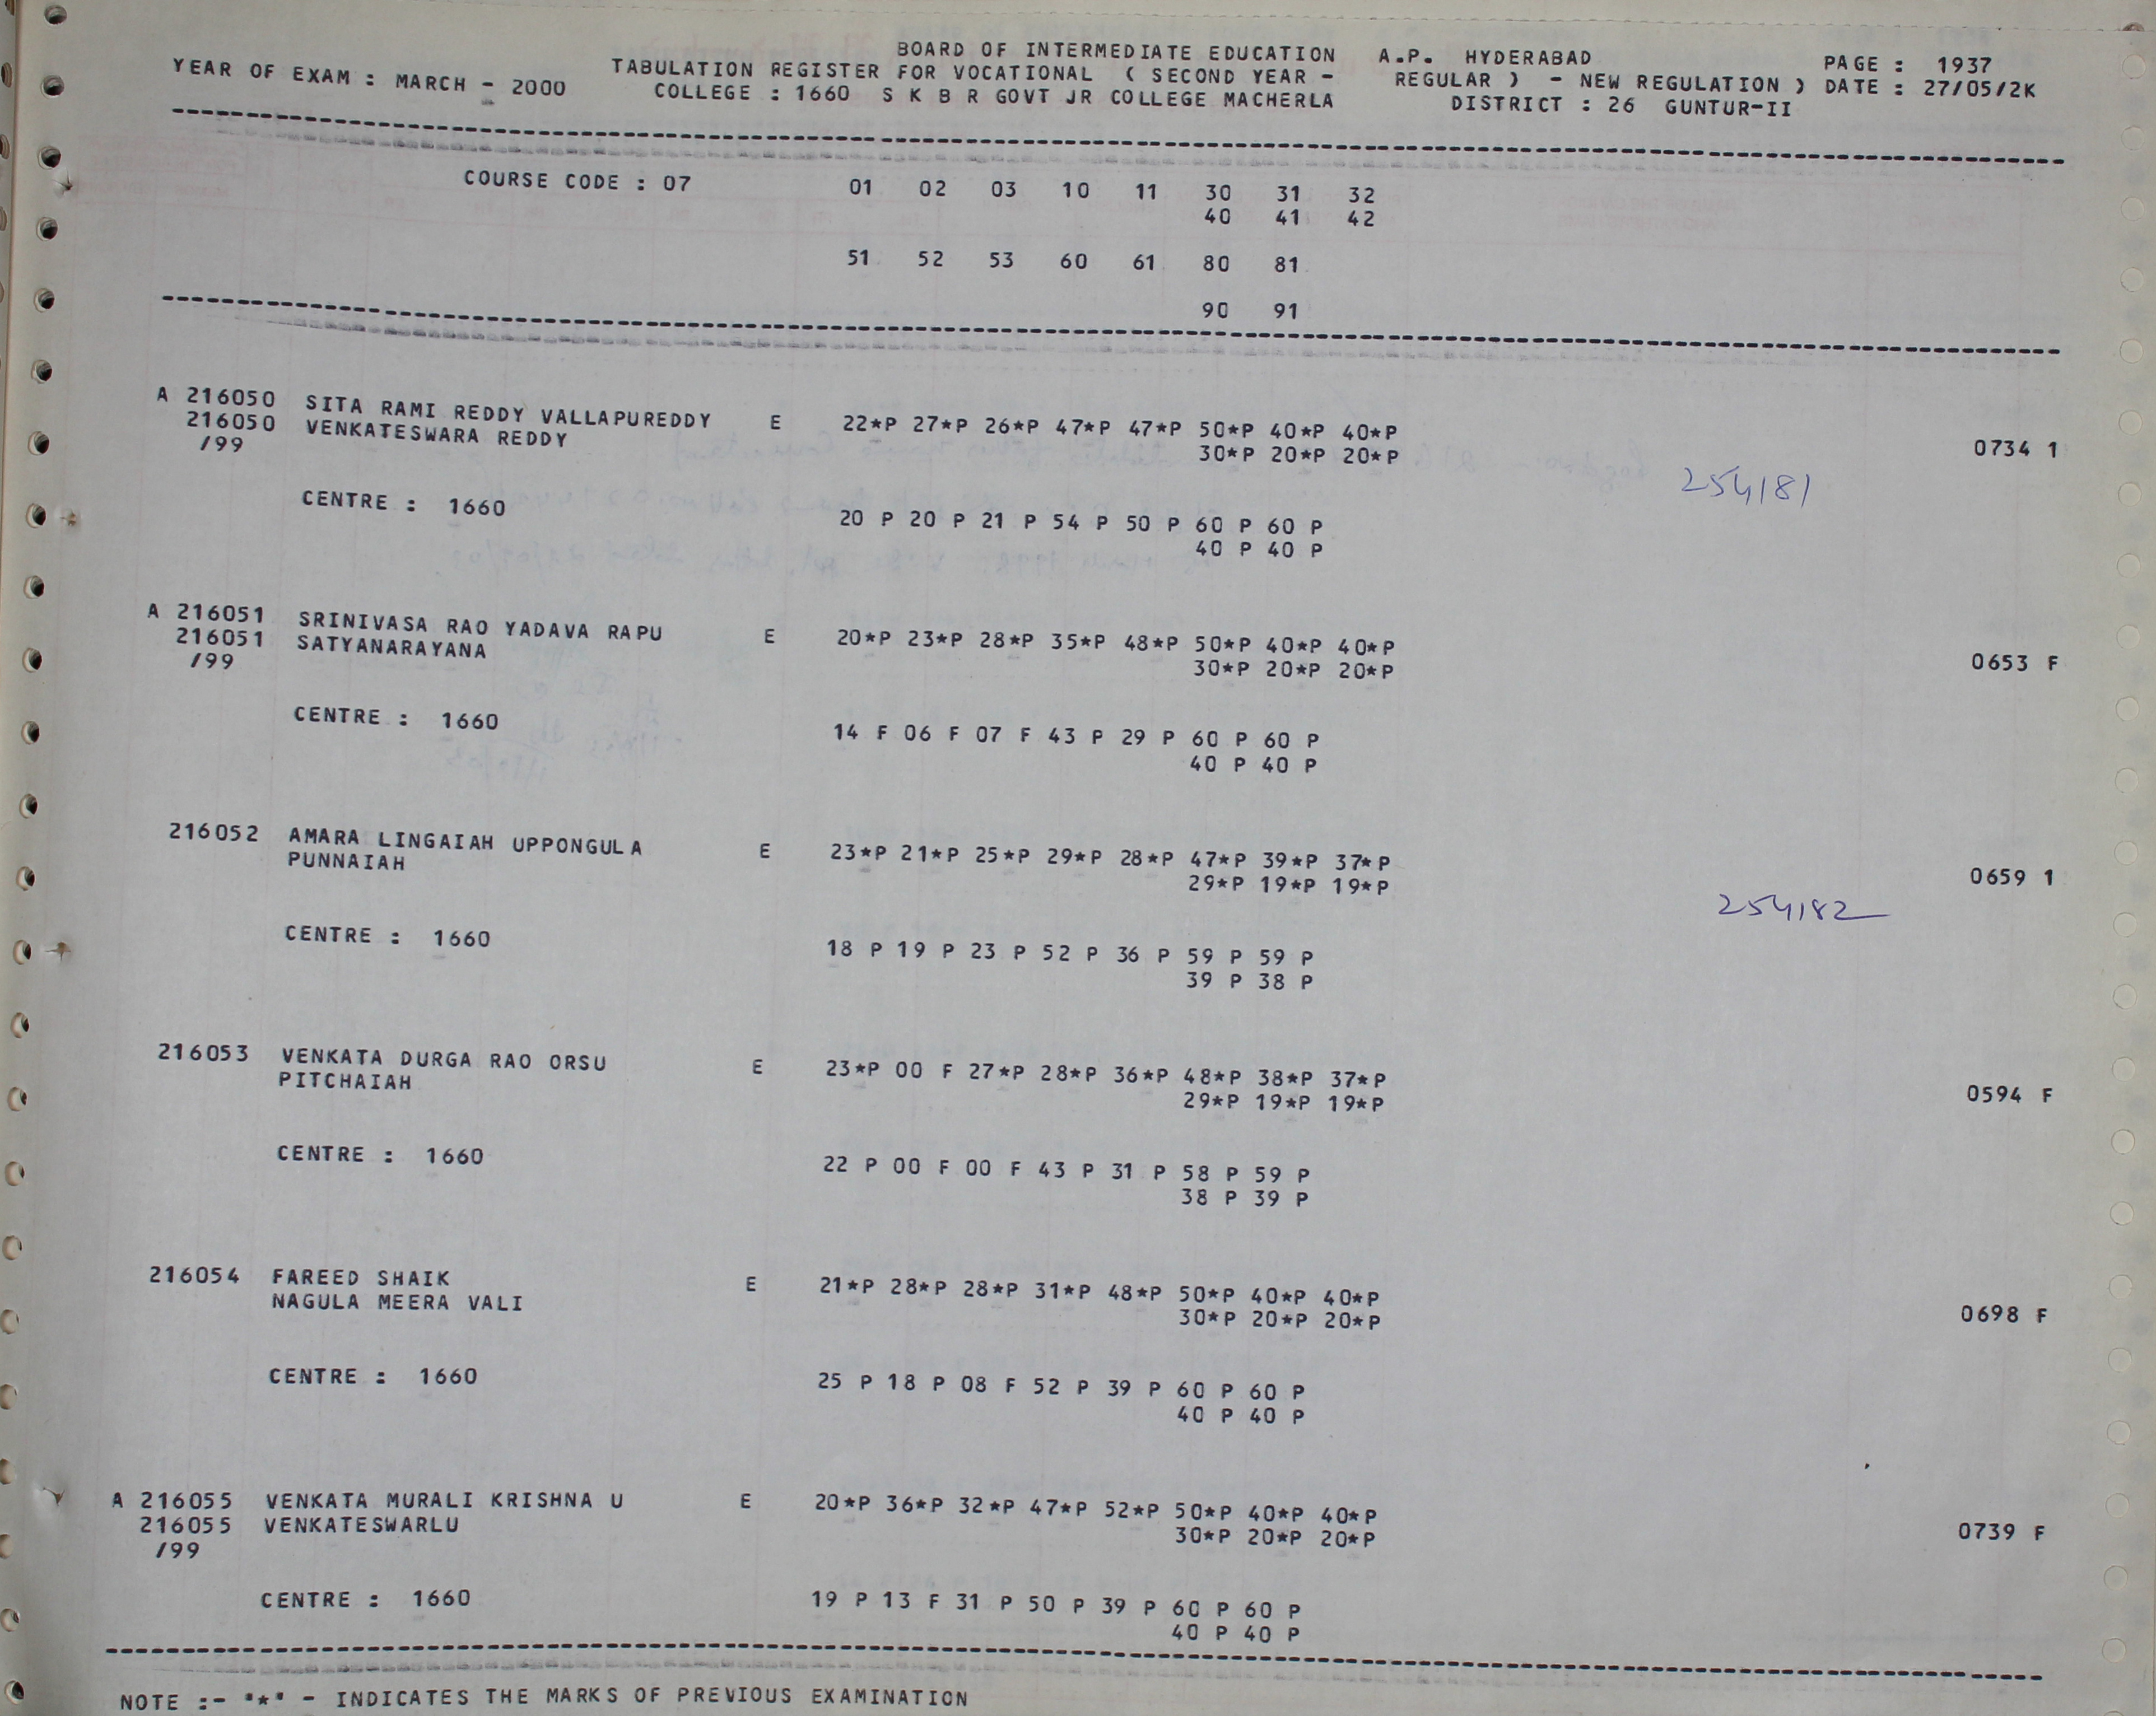 BOARD OF INTERMEDIATE EDUCATION A.P. HYDERABAD PAGE : 1937
YEAR OF EXAM : MARCH - 2000 TABULATION REGISTER FOR VOCATIONAL ( SECOND YEAR - REGULAR ) - NEW REGULATION ) DATE : 27/05/2K
COLLEGE : 1660 S K B R GOVT JR COLLEGE MACHERLA DISTRICT : 26 GUNTUR-II
COURSE CODE : 07 01 02 03 10 11 30 31 32
40 41 42
51 52 53 60 61 80 81
90 91
A 216050 SITA RAMI REDDY VALLAPUREDDY E 22*P 27*P 26*P 47*P 47*P 50*P 40*P 40*P
216050 VENKATESWARA REDDY 30*P 20*P 20*P 0734 1
/99
254181
CENTRE : 1660 20 P 20 P 21 P 54 P 50 P 60 P 60 P
40 P 40 P
A 216051 SRINIVASA RAO YADAVA RAPU E 20*P 23*P 28*P 35*P 48*P 50*P 40*P 40*P
216051 SATYANARAYANA 30*P 20*P 20*P 0653 F
/99
CENTRE : 1660 14 F 06 F 07 F 43 P 29 P 60 P 60 P
40 P 40 P
216052 AMARA LINGAIAH UPPONGULA E 23*P 21*P 25*P 29*P 28*P 47*P 39*P 37*P
PUNNAIAH 29*P 19*P 19*P 0659 1
254182
CENTRE : 1660 18 P 19 P 23 P 52 P 36 P 59 P 59 P
39 P 38 P
216053 VENKATA DURGA RAO ORSU E 23*P 00 F 27*P 28*P 36*P 48*P 38*P 37*P
PITCHAIAH 29*P 19*P 19*P 0594 F
CENTRE : 1660 22 P 00 F 00 F 43 P 31 P 58 P 59 P
38 P 39 P
216054 FAREED SHAIK E 21*P 28*P 28*P 31*P 48*P 50*P 40*P 40*P
NAGULA MEERA VALI 30*P 20*P 20*P 0698 F
CENTRE : 1660 25 P 18 P 08 F 52 P 39 P 60 P 60 P
40 P 40 P
A 216055 VENKATA MURALI KRISHNA U E 20*P 36*P 32*P 47*P 52*P 50*P 40*P 40*P
216055 VENKATESWARLU 30*P 20*P 20*P 0739 F
/99
CENTRE : 1660 19 P 13 F 31 P 50 P 39 P 60 P 60 P
40 P 40 P
NOTE :- "*" - INDICATES THE MARKS OF PREVIOUS EXAMINATION